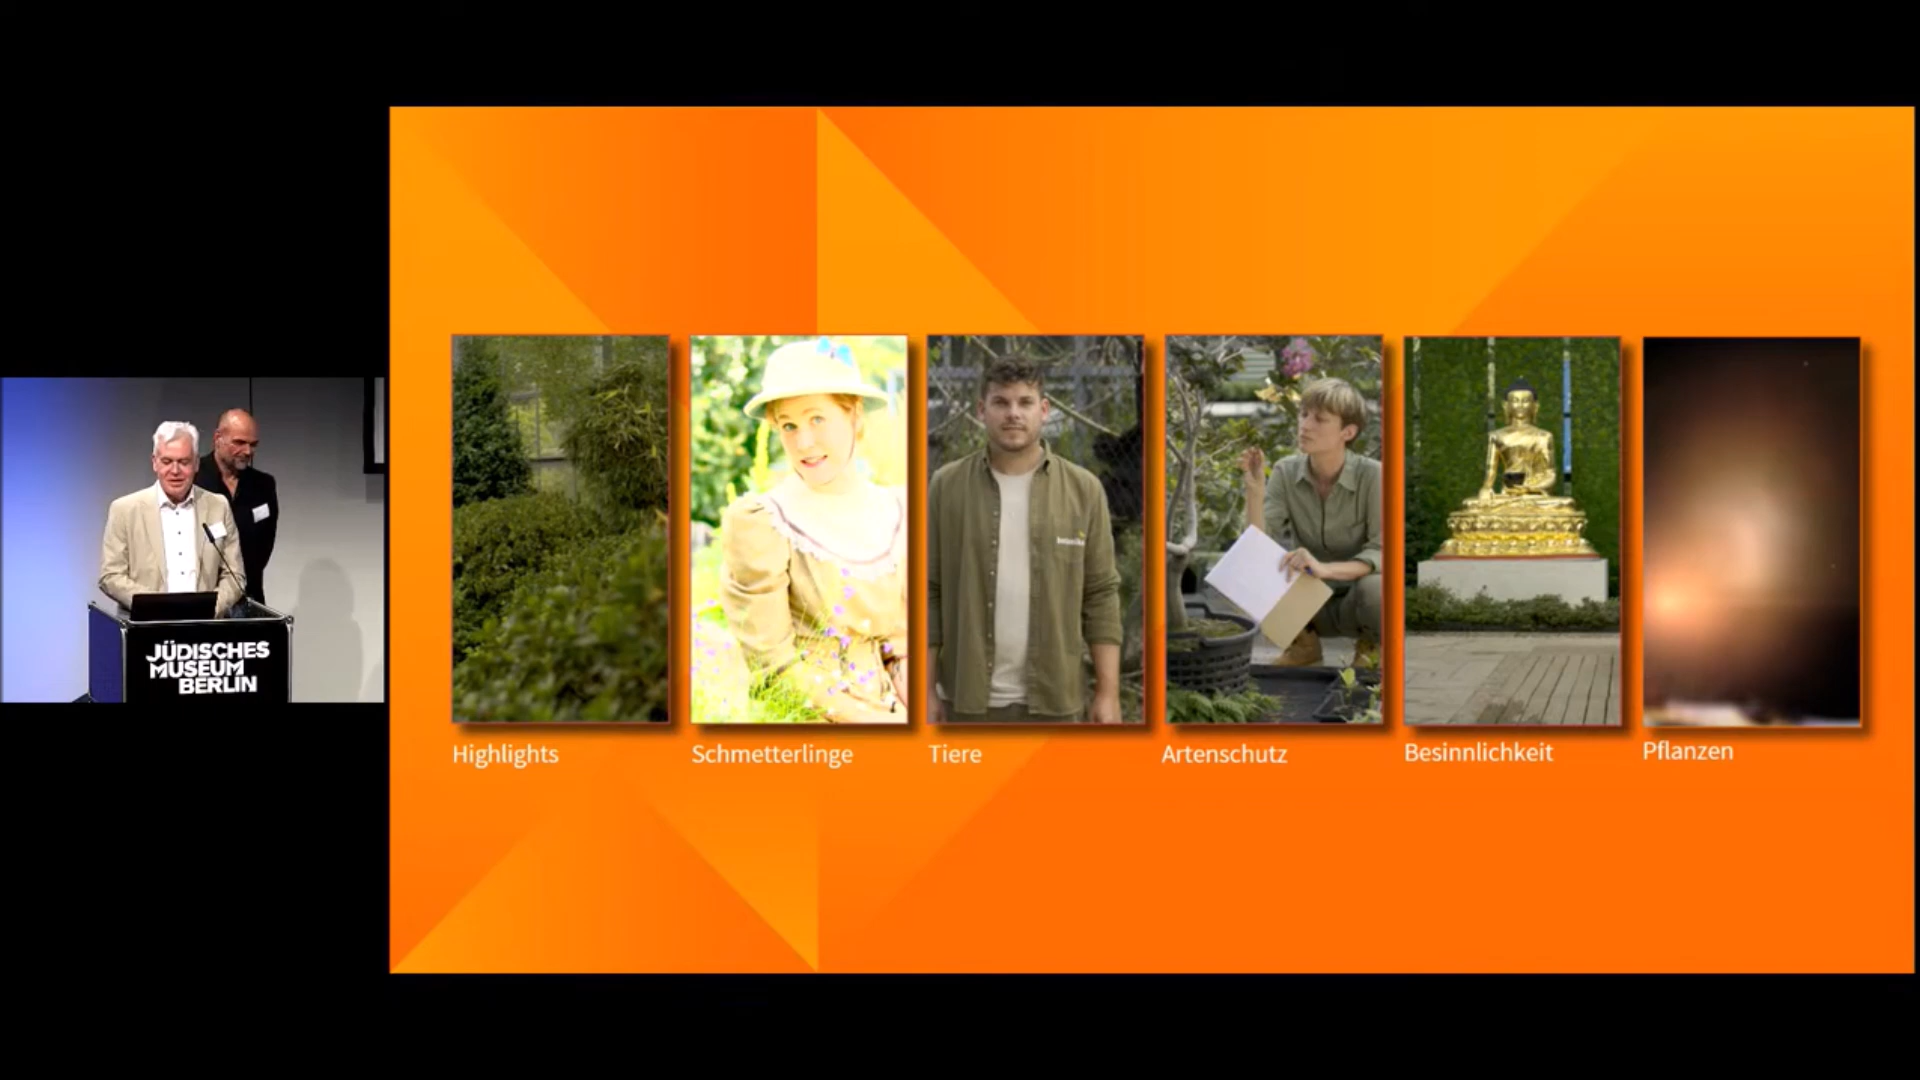 JÜDISCHES
MUSEUM
BERLIN
Highlights
Schmetterlinge
Tiere
Artenschutz
Besinnlichkeit
Pflanzen